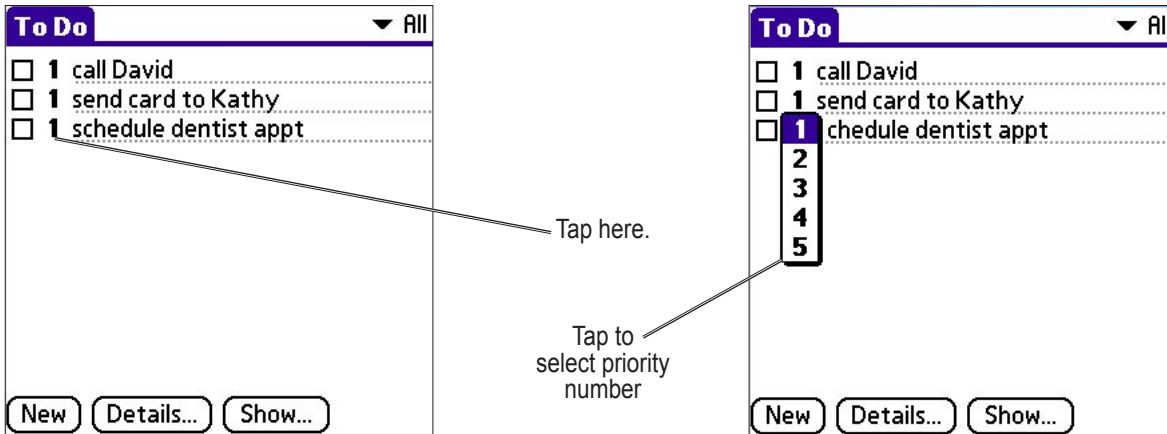 To Do
All
1 call David
1 send card to Kathy
1 schedule dentist appt
New Details... Show...
Tap here.
Tap to
select priority
number
To Do
Al
1 call David
1 send card to Kathy
1 chedule dentist appt
2
3
4
5
New Details... Show...